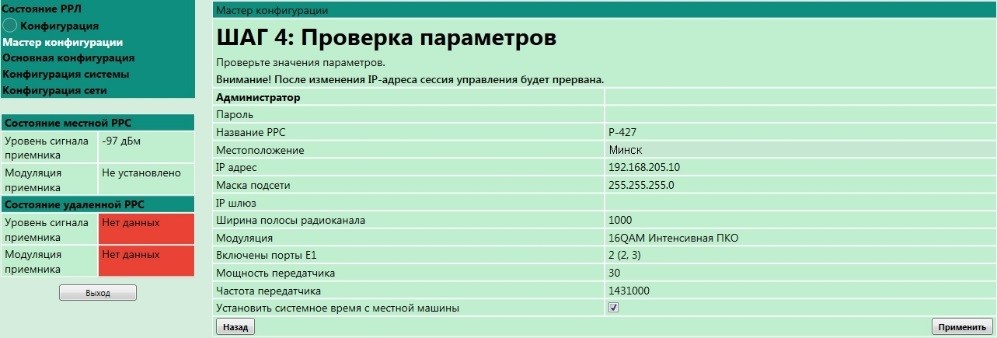 Состояние РРЛ
Конфигурация
Мастер конфигурации
Основная конфигурация
Конфигурация системы
Конфигурация сети
Состояние местной РРС
Уровень сигнала приемника
-97 дБм
Модуляция приемника
Не установлено
Состояние удаленной РРС
Уровень сигнала приемника
Нет данных
Модуляция приемника
Нет данных
Выход
Мастер конфигурации
ШАГ 4: Проверка параметров
Проверьте значения параметров.
Внимание! После изменения IP-адреса сессия управления будет прервана.
Администратор
Пароль
Название РРС Р-427
Местоположение Минск
IP адрес 192.168.205.10
Маска подсети 255.255.255.0
IP шлюз
Ширина полосы радиоканала 1000
Модуляция 16QAM Интенсивная ПКО
Включены порты E1 2 (2, 3)
Мощность передатчика 30
Частота передатчика 1431000
Установить системное время с местной машины
Назад Применить